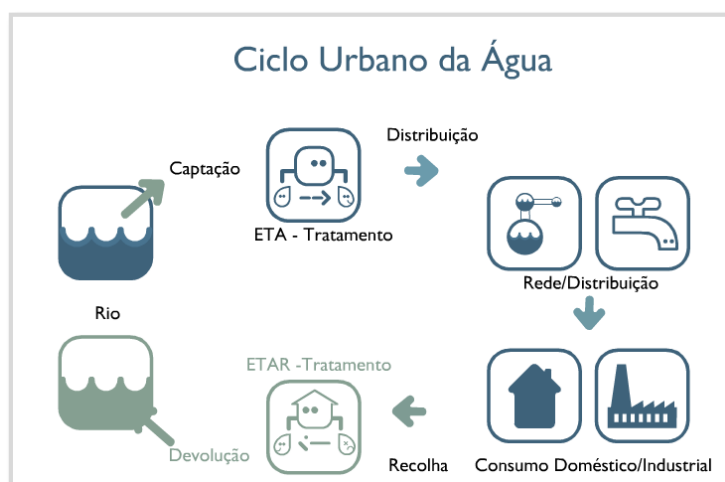 Ciclo Urbano da Água
Captação
Distribuição
ETA - Tratamento
Rede/Distribuição
Rio
ETAR -Tratamento
Devolução
Recolha
Consumo Doméstico/Industrial